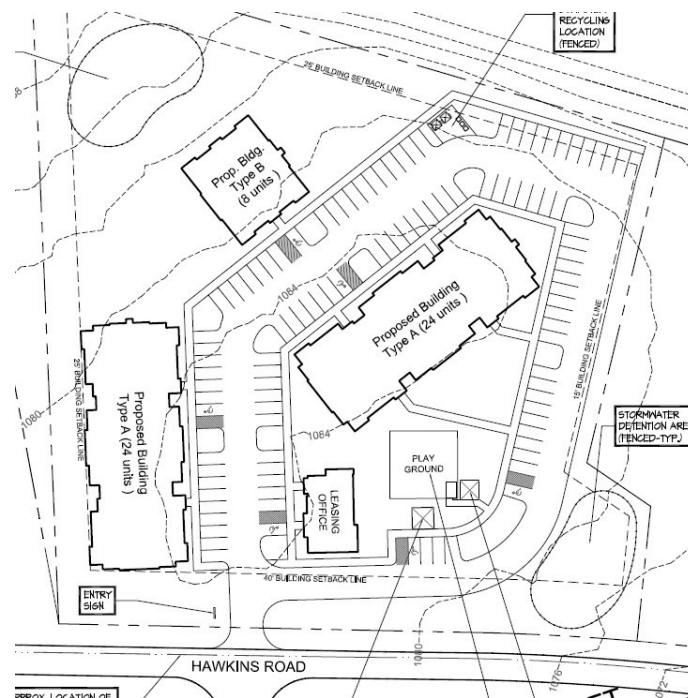 RECYCLING
LOCATION
(FENCED)
25' BUILDING SETBACK LINE
Prop. Bldg.
Type B
(8 units )
1084
Proposed Building
Type A (24 units )
15' BUILDING SETBACK LINE
25' BUILDING SETBACK LINE
1080
Proposed Building
Type A (24 units )
1084
STORMWATER
DETENTION ARE
(FENCED-TYP.)
PLAY
GROUND
LEASING
OFFICE
40' BUILDING SETBACK LINE
ENTRY
SIGN
HAWKINS ROAD
1080
1076
1072
PPROX. LOCATION OF